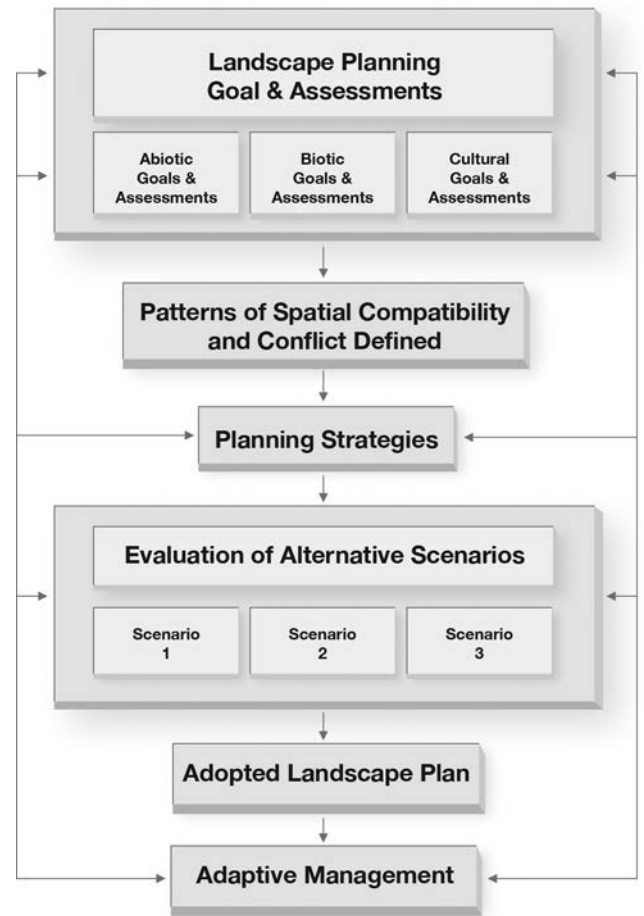 Landscape Planning
Goal & Assessments
Abiotic
Goals &
Assessments
Biotic
Goals &
Assessments
Cultural
Goals &
Assessments
Patterns of Spatial Compatibility
and Conflict Defined
Planning Strategies
Evaluation of Alternative Scenarios
Scenario
1
Scenario
2
Scenario
3
Adopted Landscape Plan
Adaptive Management